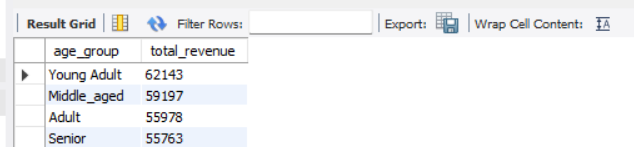 Result Grid Filter Rows: Export: Wrap Cell Content: IA
age_group total_revenue
Young Adult 62143
Middle_aged 59197
Adult 55978
Senior 55763